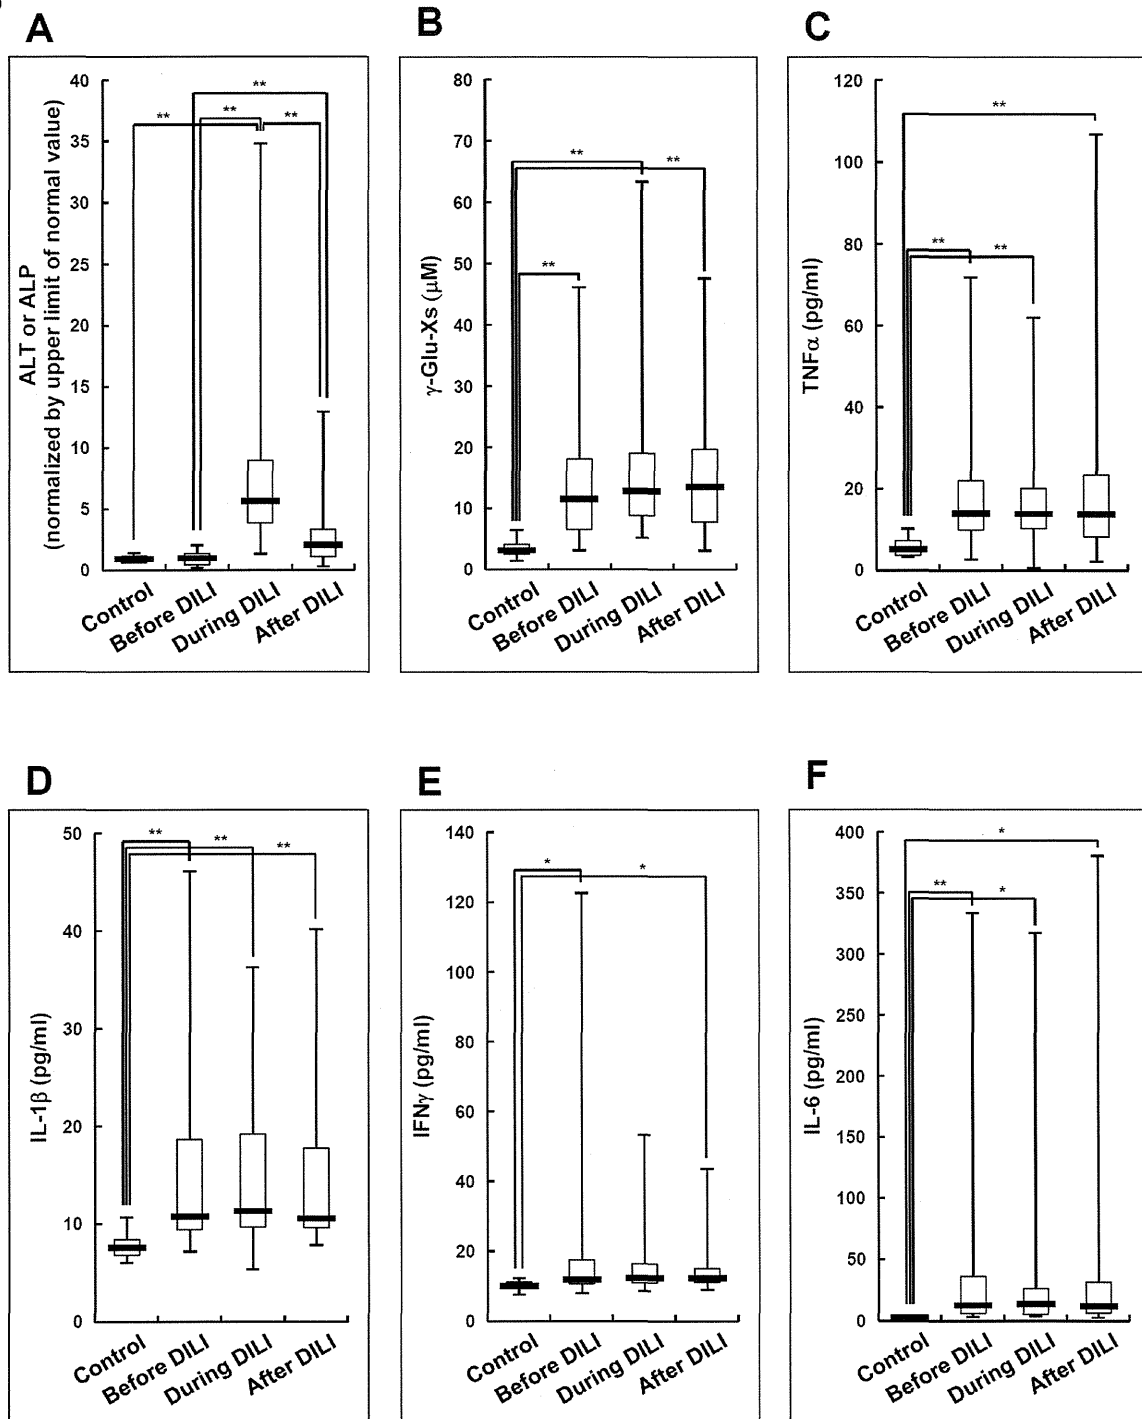 A
ALT or ALP
(normalized by upper limit of normal value)
40
35
30
25
20
15
10
5
0
**
**
**
**
Control
Before DILI
During DILI
After DILI
B
γ-Glu-Xs (μM)
80
70
60
50
40
30
20
10
0
**
**
**
Control
Before DILI
During DILI
After DILI
C
TNFα (pg/ml)
120
100
80
60
40
20
0
**
**
**
Control
Before DILI
During DILI
After DILI
D
IL-1β (pg/ml)
50
40
30
20
10
0
**
**
**
Control
Before DILI
During DILI
After DILI
E
IFNγ (pg/ml)
140
120
100
80
60
40
20
0
*
*
Control
Before DILI
During DILI
After DILI
F
IL-6 (pg/ml)
400
350
300
250
200
150
100
50
0
*
**
*
Control
Before DILI
During DILI
After DILI